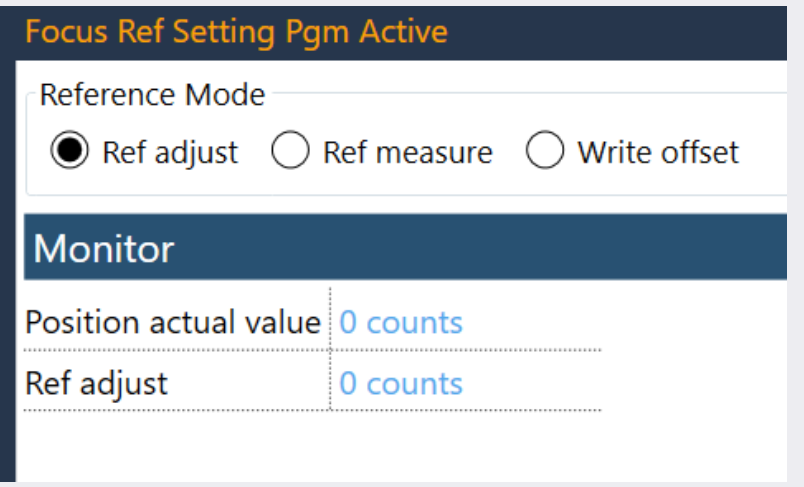 Focus Ref Setting Pgm Active
Reference Mode
Ref adjust Ref measure Write offset
Monitor
Position actual value 0 counts
Ref adjust 0 counts